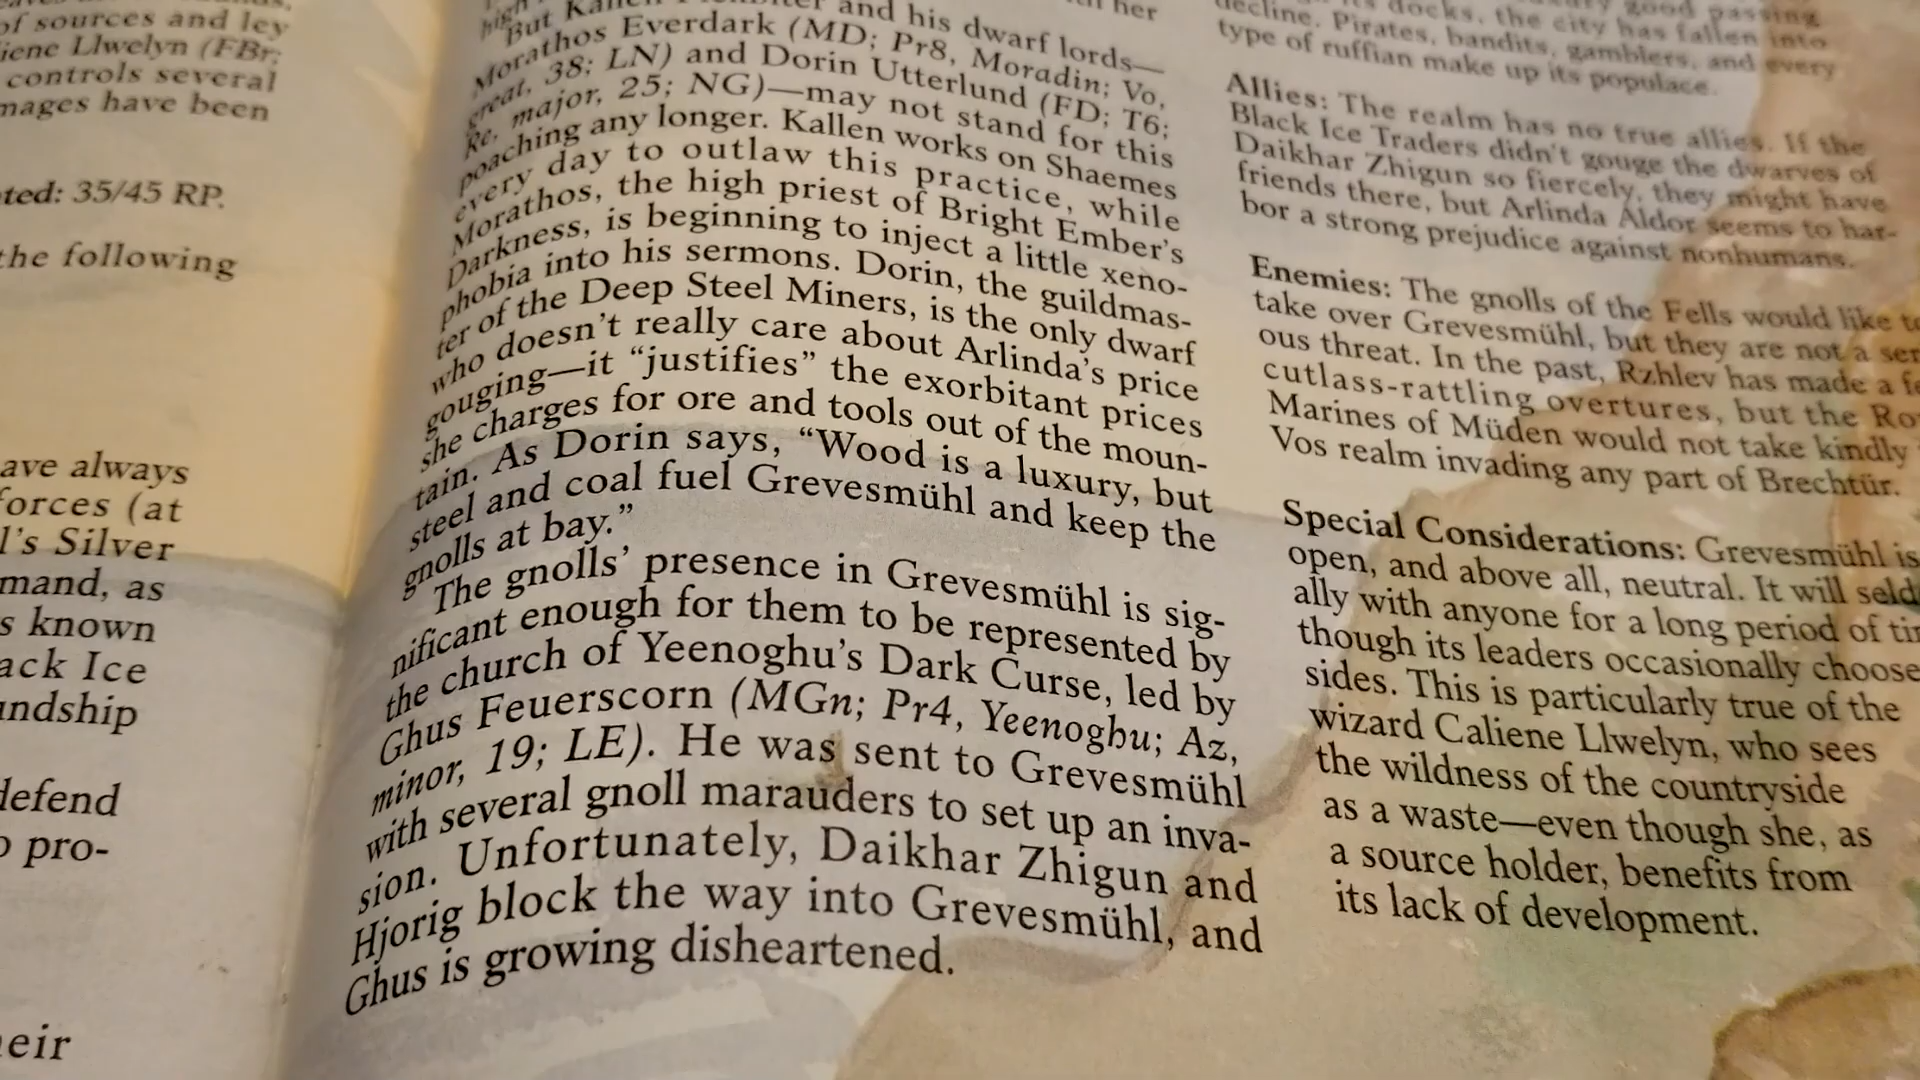 of sources and ley
iene Llwelyn (FBr;
controls several
mages have been
ted: 35/45 RP.
the following
ave always
forces (at
l's Silver
mand, as
s known
ack Ice
undship
defend
o pro-
eir
high
But and his dwarf lords—
Morathos Everdark (MD; Pr8, Moradin; Vo,
great, 38; LN) and Dorin Utterlund (FD; T6;
Re, major, 25; NG)—may not stand for this
poaching any longer. Kallen works on Shaemes
every day to outlaw this practice, while
Morathos, the high priest of Bright Ember's
Darkness, is beginning to inject a little xeno-
phobia into his sermons. Dorin, the guildmas-
ter of the Deep Steel Miners, is the only dwarf
who doesn't really care about Arlinda's price
gouging—it “justifies” the exorbitant prices
she charges for ore and tools out of the moun-
tain. As Dorin says, “Wood is a luxury, but
steel and coal fuel Grevesmühl and keep the
gnolls at bay.”
The gnolls' presence in Grevesmühl is sig-
nificant enough for them to be represented by
the church of Yeenoghu's Dark Curse, led by
Ghus Feuerscorn (MGn; Pr4, Yeenoghu; Az,
minor, 19; LE). He was sent to Grevesmühl
with several gnoll marauders to set up an inva-
sion. Unfortunately, Daikhar Zhigun and
Hjorig block the way into Grevesmühl, and
Ghus is growing disheartened.
good passing
decline. Pirates, bandits, gamblers, and every
type of ruffian make up its populace.
Allies: The realm has no true allies. If the
Black Ice Traders didn't gouge the dwarves of
Daikhar Zhigun so fiercely, they might have
friends there, but Arlinda Aldor seems to har-
bor a strong prejudice against nonhumans.
Enemies: The gnolls of the Fells would like to
take over Grevesmühl, but they are not a seri
ous threat. In the past, Rzhlev has made a fe
cutlass-rattling overtures, but the Ro
Marines of Müden would not take kindly
Vos realm invading any part of Brechtür.
Special Considerations: Grevesmühl is
open, and above all, neutral. It will seld
ally with anyone for a long period of tim
though its leaders occasionally choose
sides. This is particularly true of the
wizard Caliene Llwelyn, who sees
the wildness of the countryside
as a waste—even though she, as
a source holder, benefits from
its lack of development.